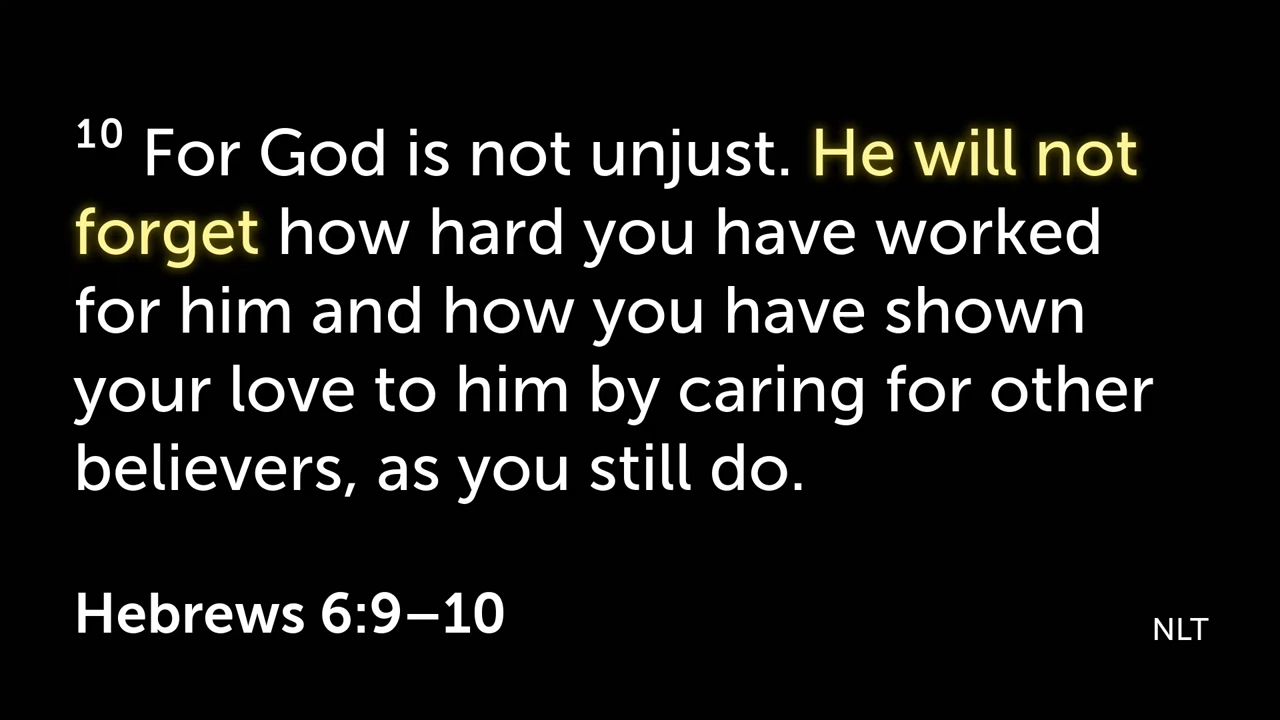 10 For God is not unjust. He will not
forget how hard you have worked
for him and how you have shown
your love to him by caring for other
believers, as you still do.
Hebrews 6:9–10
NLT